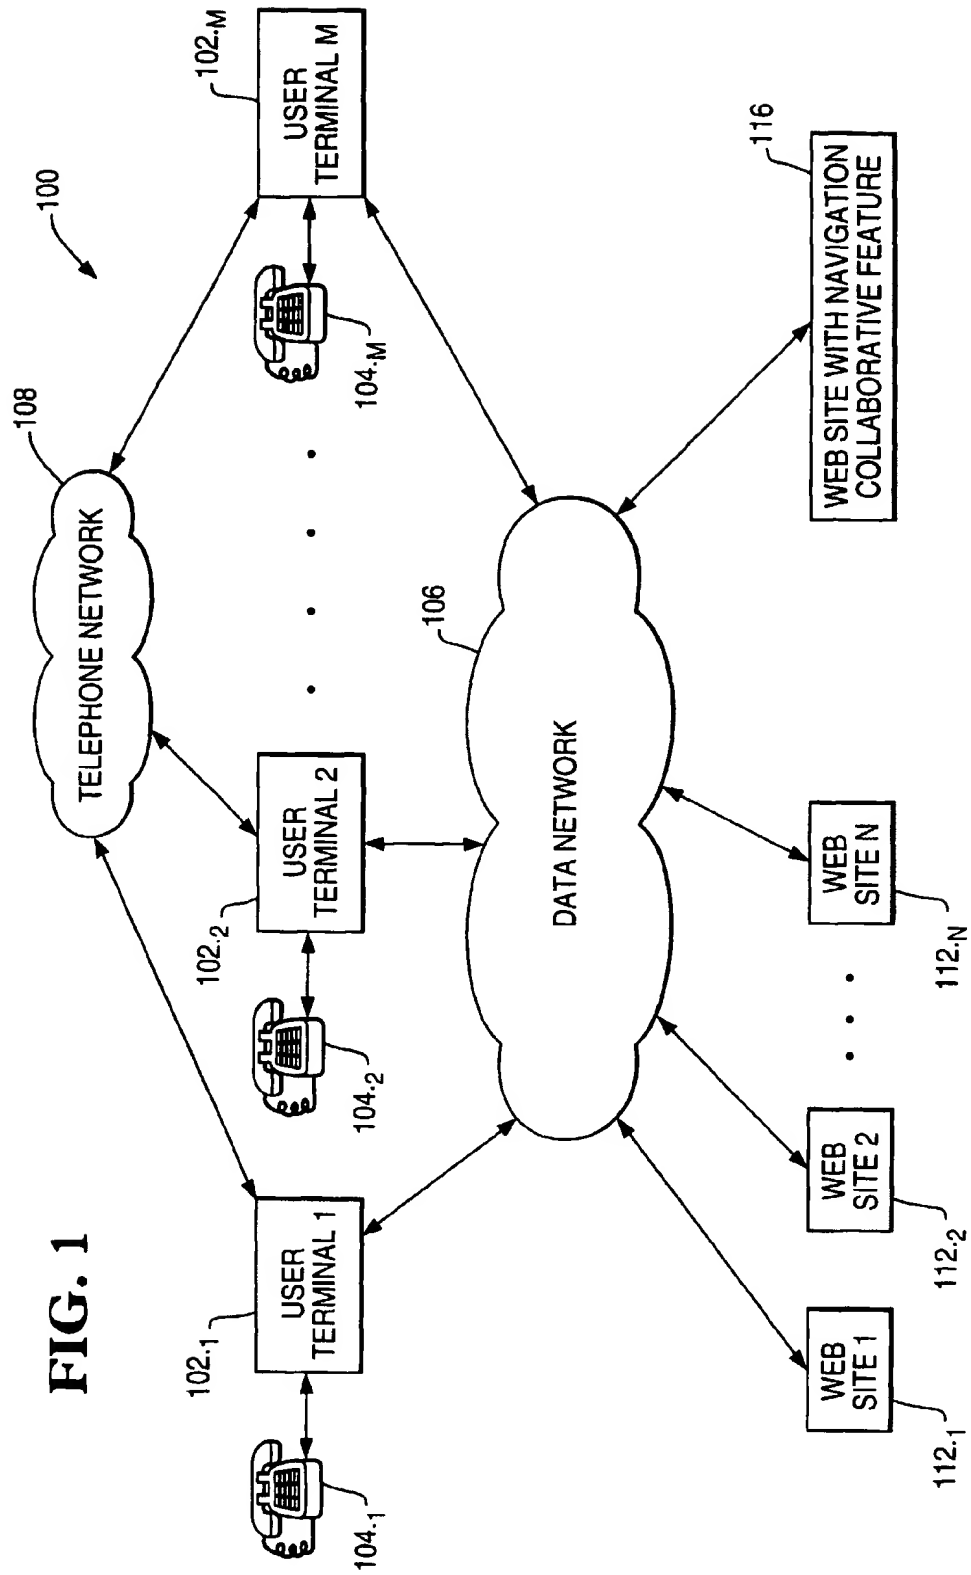 FIG. 1
100
108
TELEPHONE NETWORK
102.1
USER
TERMINAL 1
104.1
102.2
USER
TERMINAL 2
104.2
102.M
USER
TERMINAL M
104.M
106
DATA NETWORK
WEB
SITE 1
112.1
WEB
SITE 2
112.2
WEB
SITE N
112.N
116
WEB SITE WITH NAVIGATION
COLLABORATIVE FEATURE